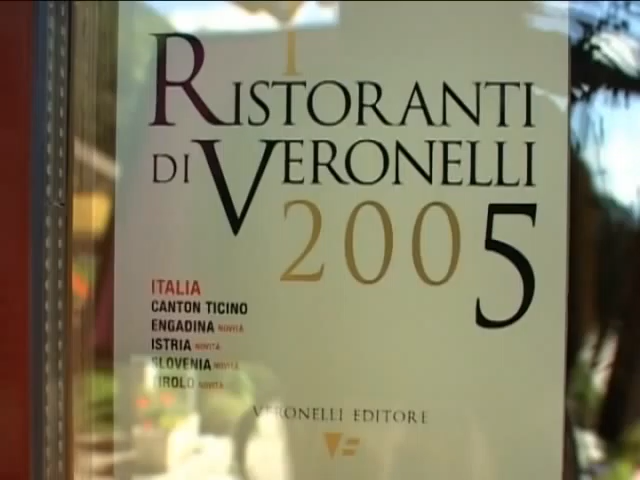 I
RISTORANTI
DI VERONELLI
2005
ITALIA
CANTON TICINO
ENGADINA NOVITÀ
ISTRIA NOVITÀ
SLOVENIA NOVITÀ
TIROLO NOVITÀ
VERONELLI EDITORE